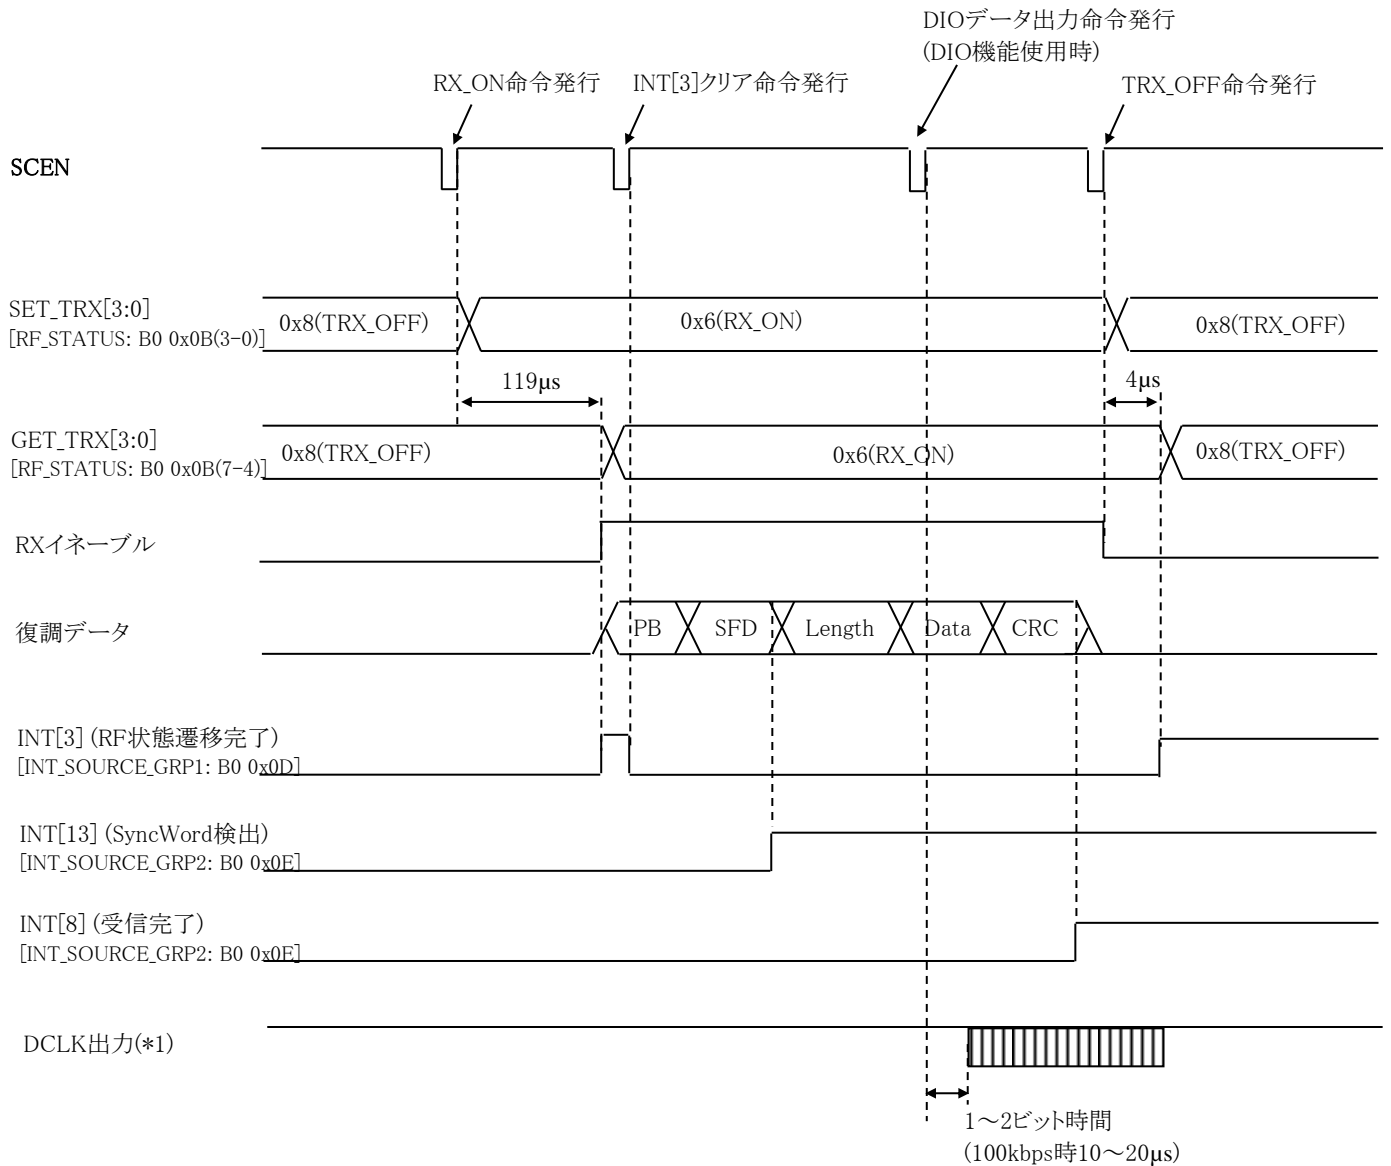 DIOデータ出力命令発行
(DIO機能使用時)
RX_ON命令発行
INT[3]クリア命令発行
TRX_OFF命令発行
SCEN
SET_TRX[3:0]
[RF_STATUS: B0 0x0B(3-0)]
0x8(TRX_OFF)
0x6(RX_ON)
0x8(TRX_OFF)
119μs
4μs
GET_TRX[3:0]
[RF_STATUS: B0 0x0B(7-4)]
0x8(TRX_OFF)
0x6(RX_ON)
0x8(TRX_OFF)
RXイネーブル
復調データ
PB
SFD
Length
Data
CRC
INT[3] (RF状態遷移完了)
[INT_SOURCE_GRP1: B0 0x0D]
INT[13] (SyncWord検出)
[INT_SOURCE_GRP2: B0 0x0E]
INT[8] (受信完了)
[INT_SOURCE_GRP2: B0 0x0E]
DCLK出力(*1)
1～2ビット時間
(100kbps時10～20μs)